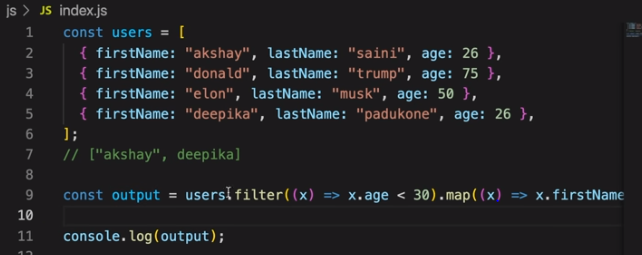 js > JS index.js
1 const users = [
2 { firstName: "akshay", lastName: "saini", age: 26 },
3 { firstName: "donald", lastName: "trump", age: 75 },
4 { firstName: "elon", lastName: "musk", age: 50 },
5 { firstName: "deepika", lastName: "padukone", age: 26 },
6 ];
7 // ["akshay", deepika]
8
9 const output = users.filter((x) => x.age < 30).map((x) => x.firstName
10
11 console.log(output);